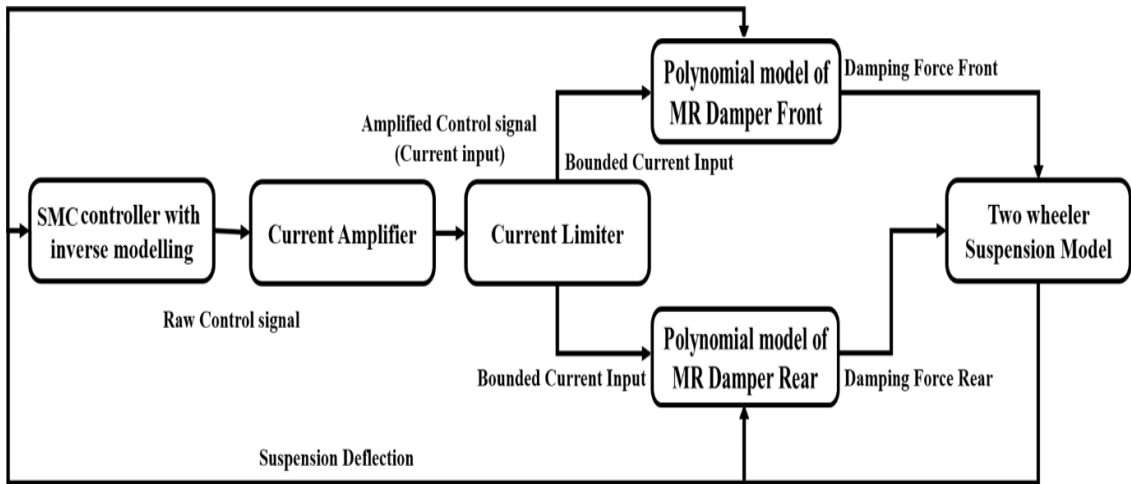 Polynomial model of
MR Damper Front
Damping Force Front
Amplified Control signal
(Current input)
Bounded Current Input
SMC controller with
inverse modelling
Current Amplifier
Current Limiter
Two wheeler
Suspension Model
Raw Control signal
Polynomial model of
MR Damper Rear
Bounded Current Input
Damping Force Rear
Suspension Deflection